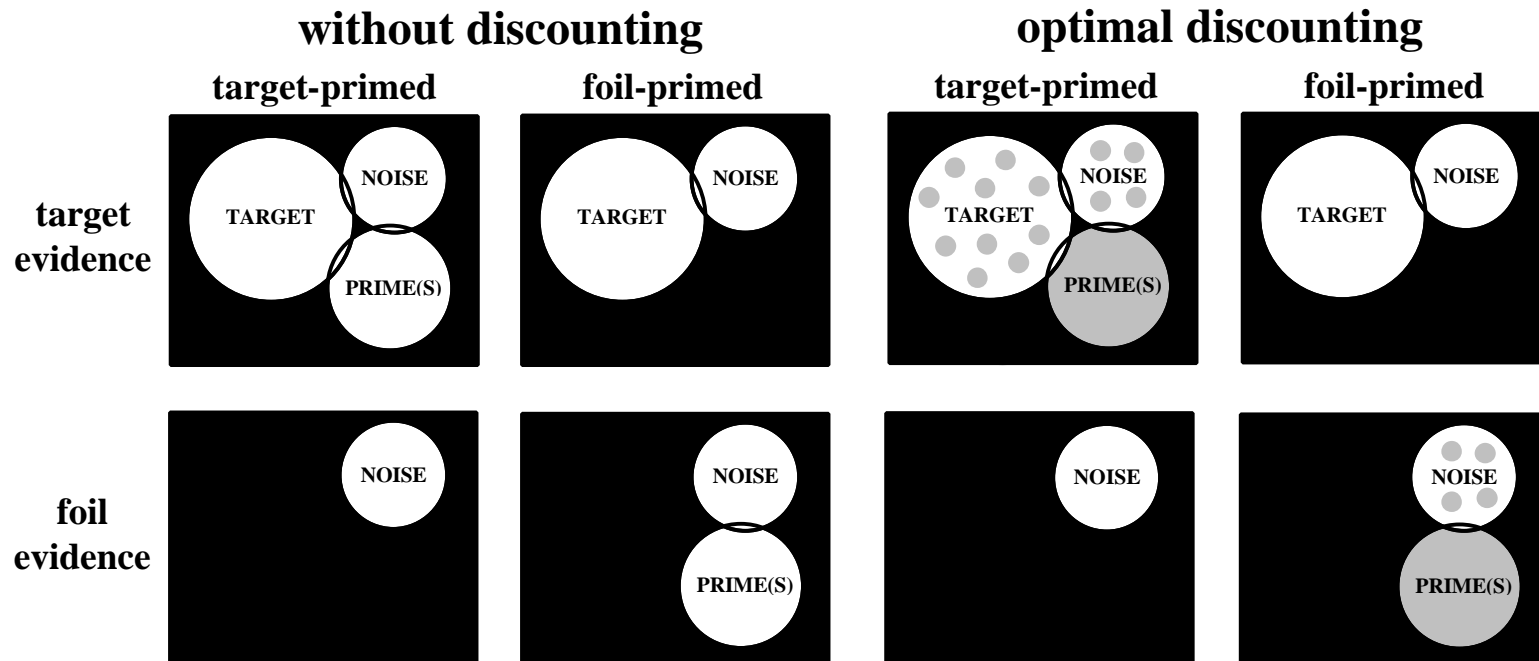 without discounting
optimal discounting
target-primed
foil-primed
target-primed
foil-primed
target
evidence
NOISE
TARGET
PRIME(S)
NOISE
TARGET
NOISE
TARGET
PRIME(S)
NOISE
TARGET
foil
evidence
NOISE
NOISE
PRIME(S)
NOISE
NOISE
PRIME(S)